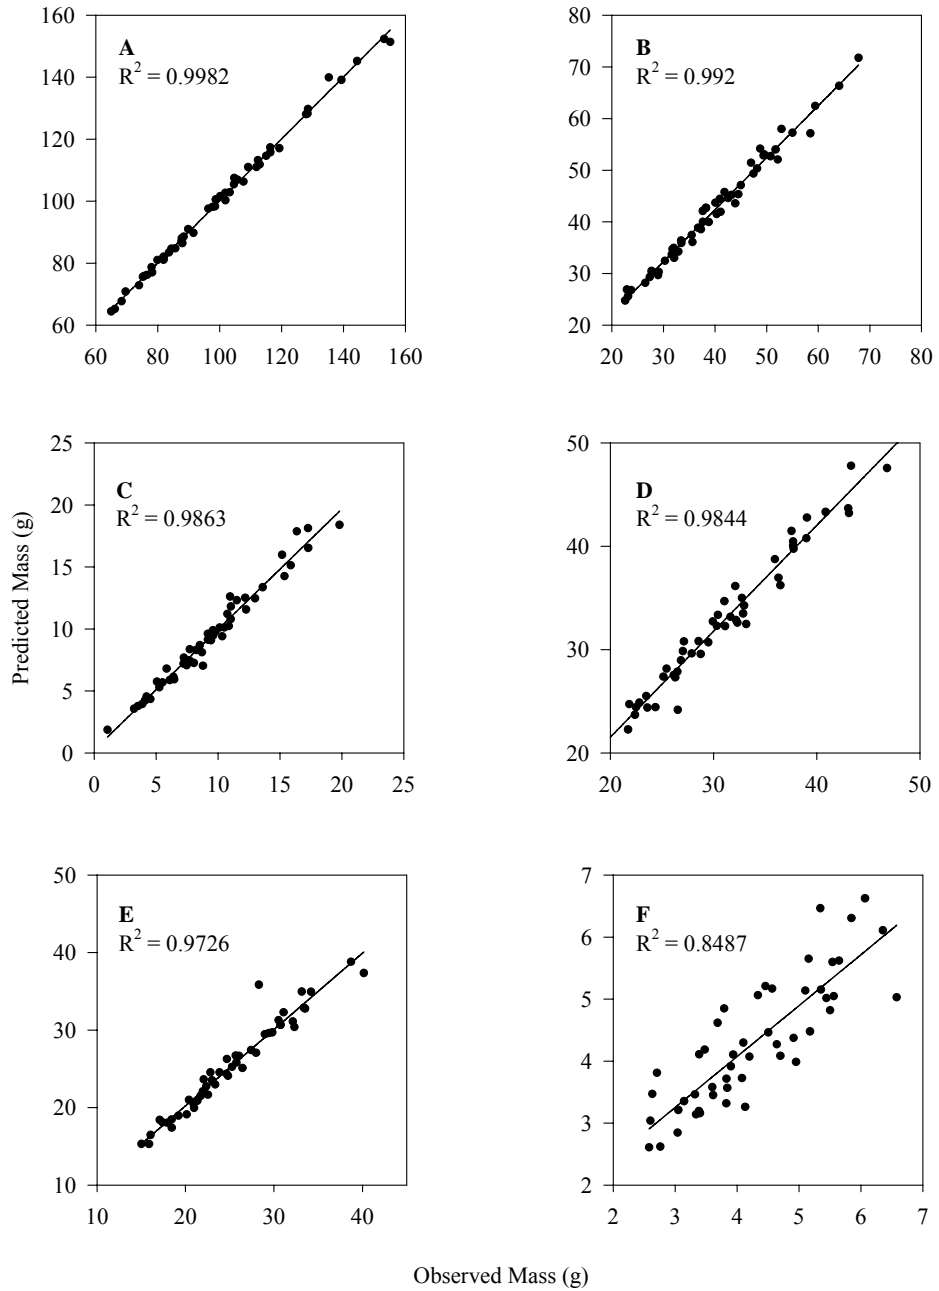 160
140
120
100
80
60
A
R² = 0.9982
60 80 100 120 140 160
80
70
60
50
40
30
20
B
R² = 0.992
20 30 40 50 60 70 80
Predicted Mass (g)
25
20
15
10
5
0
C
R² = 0.9863
0 5 10 15 20 25
50
40
30
20
D
R² = 0.9844
20 30 40 50
50
40
30
20
10
E
R² = 0.9726
10 20 30 40
7
6
5
4
3
2
F
R² = 0.8487
2 3 4 5 6 7
Observed Mass (g)